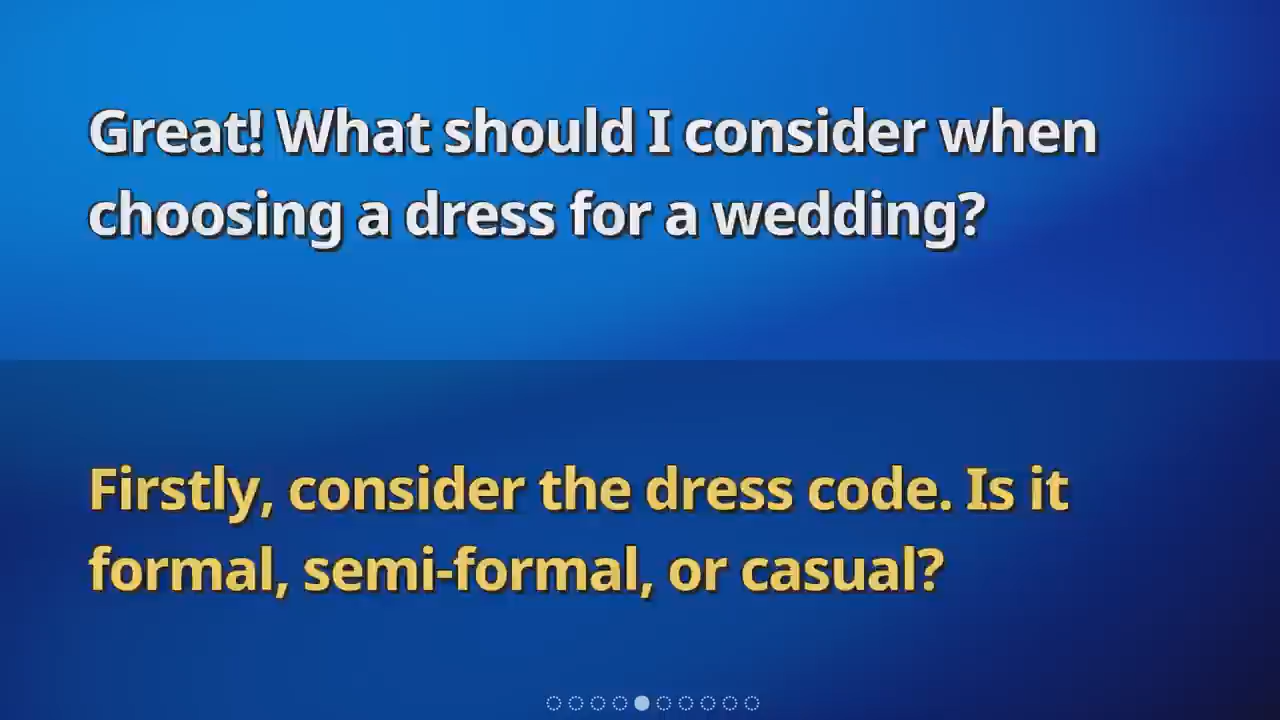 Great! What should I consider when
choosing a dress for a wedding?
Firstly, consider the dress code. Is it
formal, semi-formal, or casual?